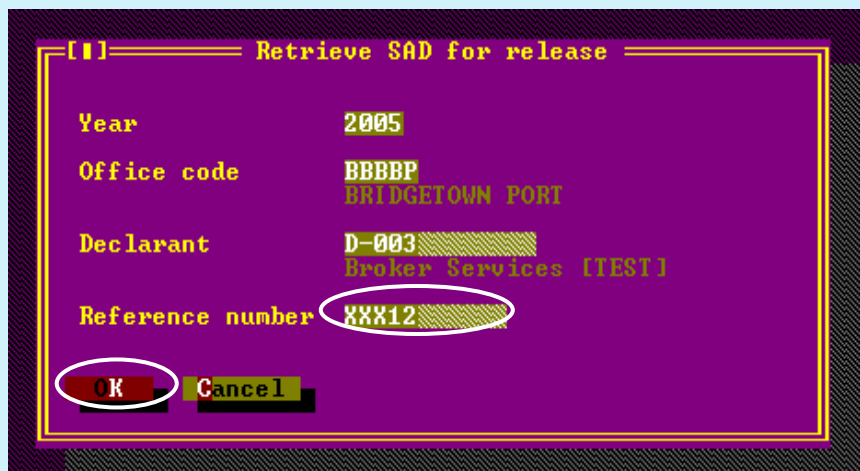 Retrieve SAD for release
Year 2005
Office code BBBBP
BRIDGETOWN PORT
Declarant D-003
Broker Services [TEST]
Reference number XXX12
OK Cancel